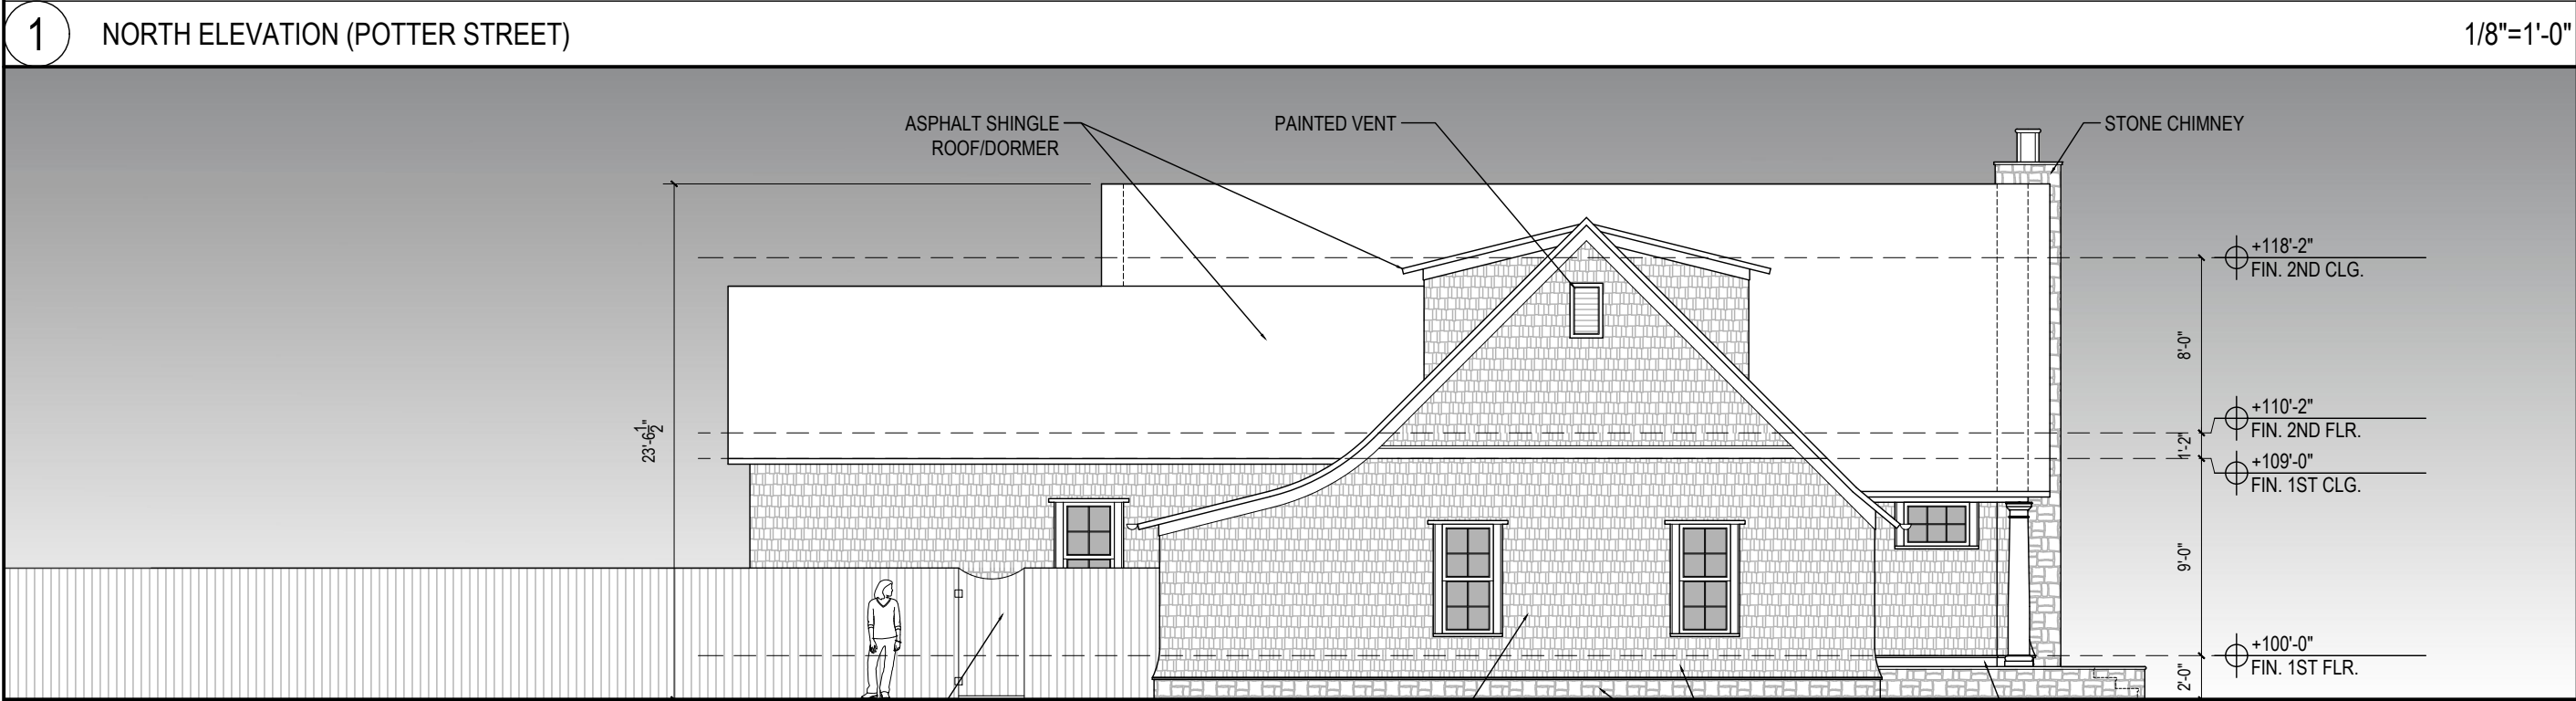 1
NORTH ELEVATION (POTTER STREET)
1/8"=1'-0"
ASPHALT SHINGLE
ROOF/DORMER
PAINTED VENT
STONE CHIMNEY
+118'-2"
FIN. 2ND CLG.
8'-0"
+110'-2"
FIN. 2ND FLR.
1'-2"
+109'-0"
FIN. 1ST CLG.
23'-6 1/2"
9'-0"
+100'-0"
FIN. 1ST FLR.
2'-0"